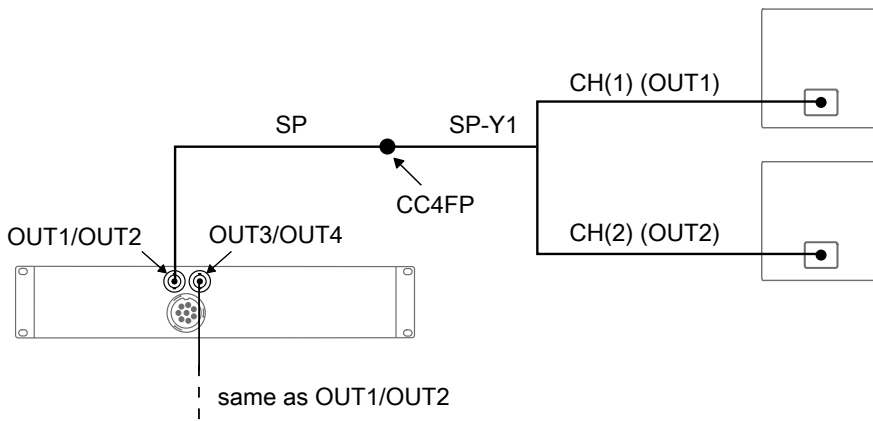 CH(1) (OUT1)
SP
SP-Y1
CC4FP
OUT1/OUT2
OUT3/OUT4
CH(2) (OUT2)
same as OUT1/OUT2